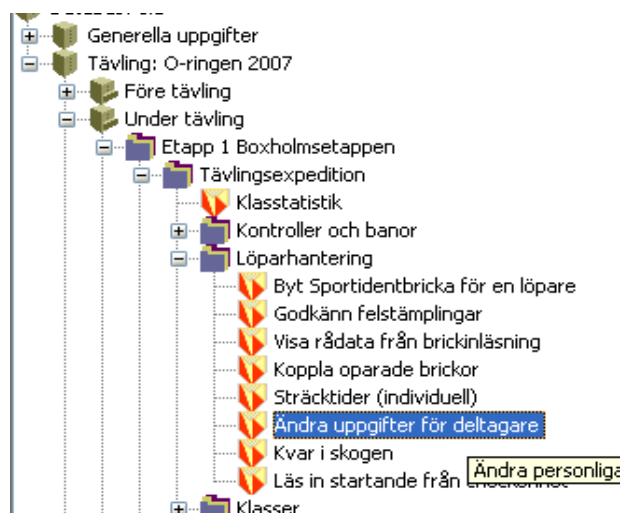 Generella uppgifter
Tävling: O-ringen 2007
Före tävling
Under tävling
Etapp 1 Boxholmsetappen
Tävlingsexpedition
Klasstatistik
Kontroller och banor
Löparhantering
Byt Sportidentbricka för en löpare
Godkänn felstämplingar
Visa rådata från brickinläsning
Koppla oparade brickor
Sträcktider (individuell)
Ändra uppgifter för deltagare
Kvar i skogen
Ändra personliga
Läs in startande från
Klasser